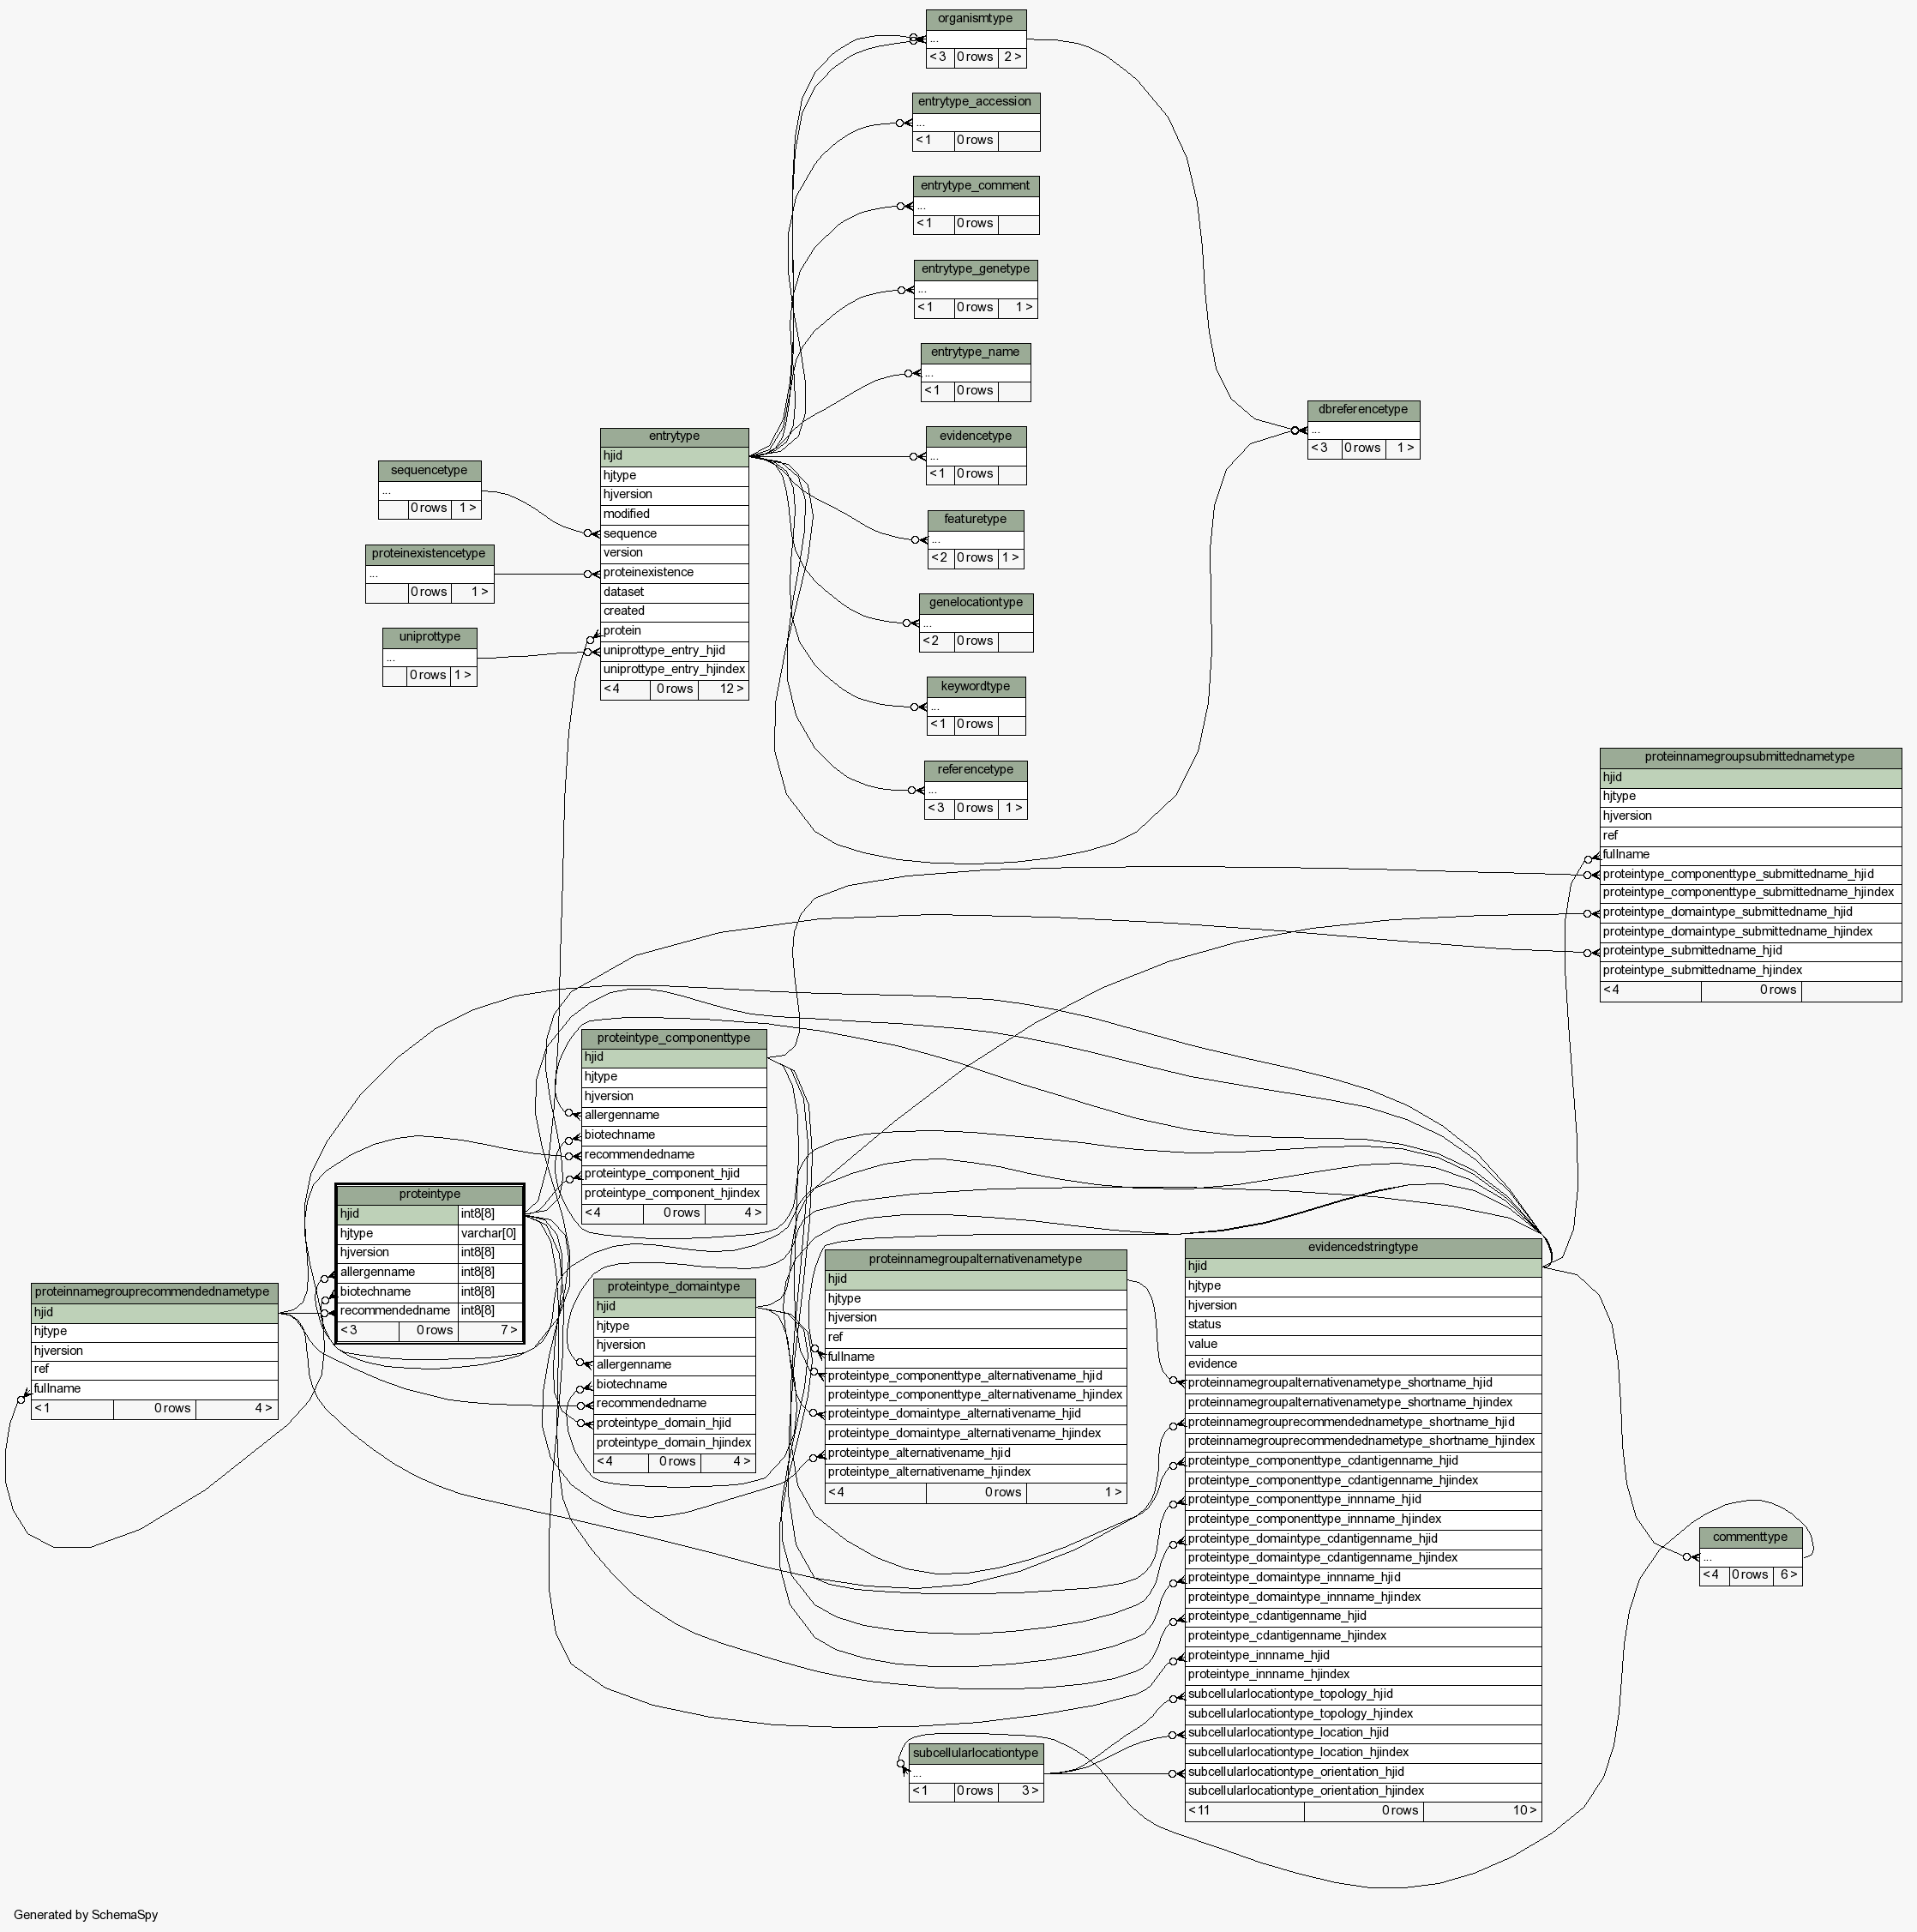 organismtype
...
< 3 0 rows 2 >
entrytype_accession
...
< 1 0 rows
entrytype_comment
...
< 1 0 rows
entrytype_genetype
...
< 1 0 rows 1 >
entrytype_name
...
< 1 0 rows
evidencetype
...
< 1 0 rows
featuretype
...
< 2 0 rows 1 >
genelocationtype
...
< 2 0 rows
keywordtype
...
< 1 0 rows
referencetype
...
< 3 0 rows 1 >
dbreferencetype
...
< 3 0 rows 1 >
entrytype
hjid
hjtype
hjversion
modified
sequence
version
proteinexistence
dataset
created
protein
uniprottype_entry_hjid
uniprottype_entry_hjindex
< 4 0 rows 12 >
sequencetype
...
0 rows 1 >
proteinexistencetype
...
0 rows 1 >
uniprottype
...
0 rows 1 >
proteinnamegroupsubmittednametype
hjid
hjtype
hjversion
ref
fullname
proteintype_componenttype_submittedname_hjid
proteintype_componenttype_submittedname_hjindex
proteintype_domaintype_submittedname_hjid
proteintype_domaintype_submittedname_hjindex
proteintype_submittedname_hjid
proteintype_submittedname_hjindex
< 4 0 rows
proteintype_componenttype
hjid
hjtype
hjversion
allergenname
biotechname
recommendedname
proteintype_component_hjid
proteintype_component_hjindex
< 4 0 rows 4 >
proteintype
hjid int8[8]
hjtype varchar[0]
hjversion int8[8]
allergenname int8[8]
biotechname int8[8]
recommendedname int8[8]
< 3 0 rows 7 >
proteinnamegrouprecommendednametype
hjid
hjtype
hjversion
ref
fullname
< 1 0 rows 4 >
proteintype_domaintype
hjid
hjtype
hjversion
allergenname
biotechname
recommendedname
proteintype_domain_hjid
proteintype_domain_hjindex
< 4 0 rows 4 >
proteinnamegroupalternativenametype
hjid
hjtype
hjversion
ref
fullname
proteintype_componenttype_alternativename_hjid
proteintype_componenttype_alternativename_hjindex
proteintype_domaintype_alternativename_hjid
proteintype_domaintype_alternativename_hjindex
proteintype_alternativename_hjid
proteintype_alternativename_hjindex
< 4 0 rows 1 >
evidencedstringtype
hjid
hjtype
hjversion
status
value
evidence
proteinnamegroupalternativenametype_shortname_hjid
proteinnamegroupalternativenametype_shortname_hjindex
proteinnamegrouprecommendednametype_shortname_hjid
proteinnamegrouprecommendednametype_shortname_hjindex
proteintype_componenttype_cdantigenname_hjid
proteintype_componenttype_cdantigenname_hjindex
proteintype_componenttype_innname_hjid
proteintype_componenttype_innname_hjindex
proteintype_domaintype_cdantigenname_hjid
proteintype_domaintype_cdantigenname_hjindex
proteintype_domaintype_innname_hjid
proteintype_domaintype_innname_hjindex
proteintype_cdantigenname_hjid
proteintype_cdantigenname_hjindex
proteintype_innname_hjid
proteintype_innname_hjindex
subcellularlocationtype_topology_hjid
subcellularlocationtype_topology_hjindex
subcellularlocationtype_location_hjid
subcellularlocationtype_location_hjindex
subcellularlocationtype_orientation_hjid
subcellularlocationtype_orientation_hjindex
< 11 0 rows 10 >
commenttype
...
< 4 0 rows 6 >
subcellularlocationtype
...
< 1 0 rows 3 >
Generated by SchemaSpy